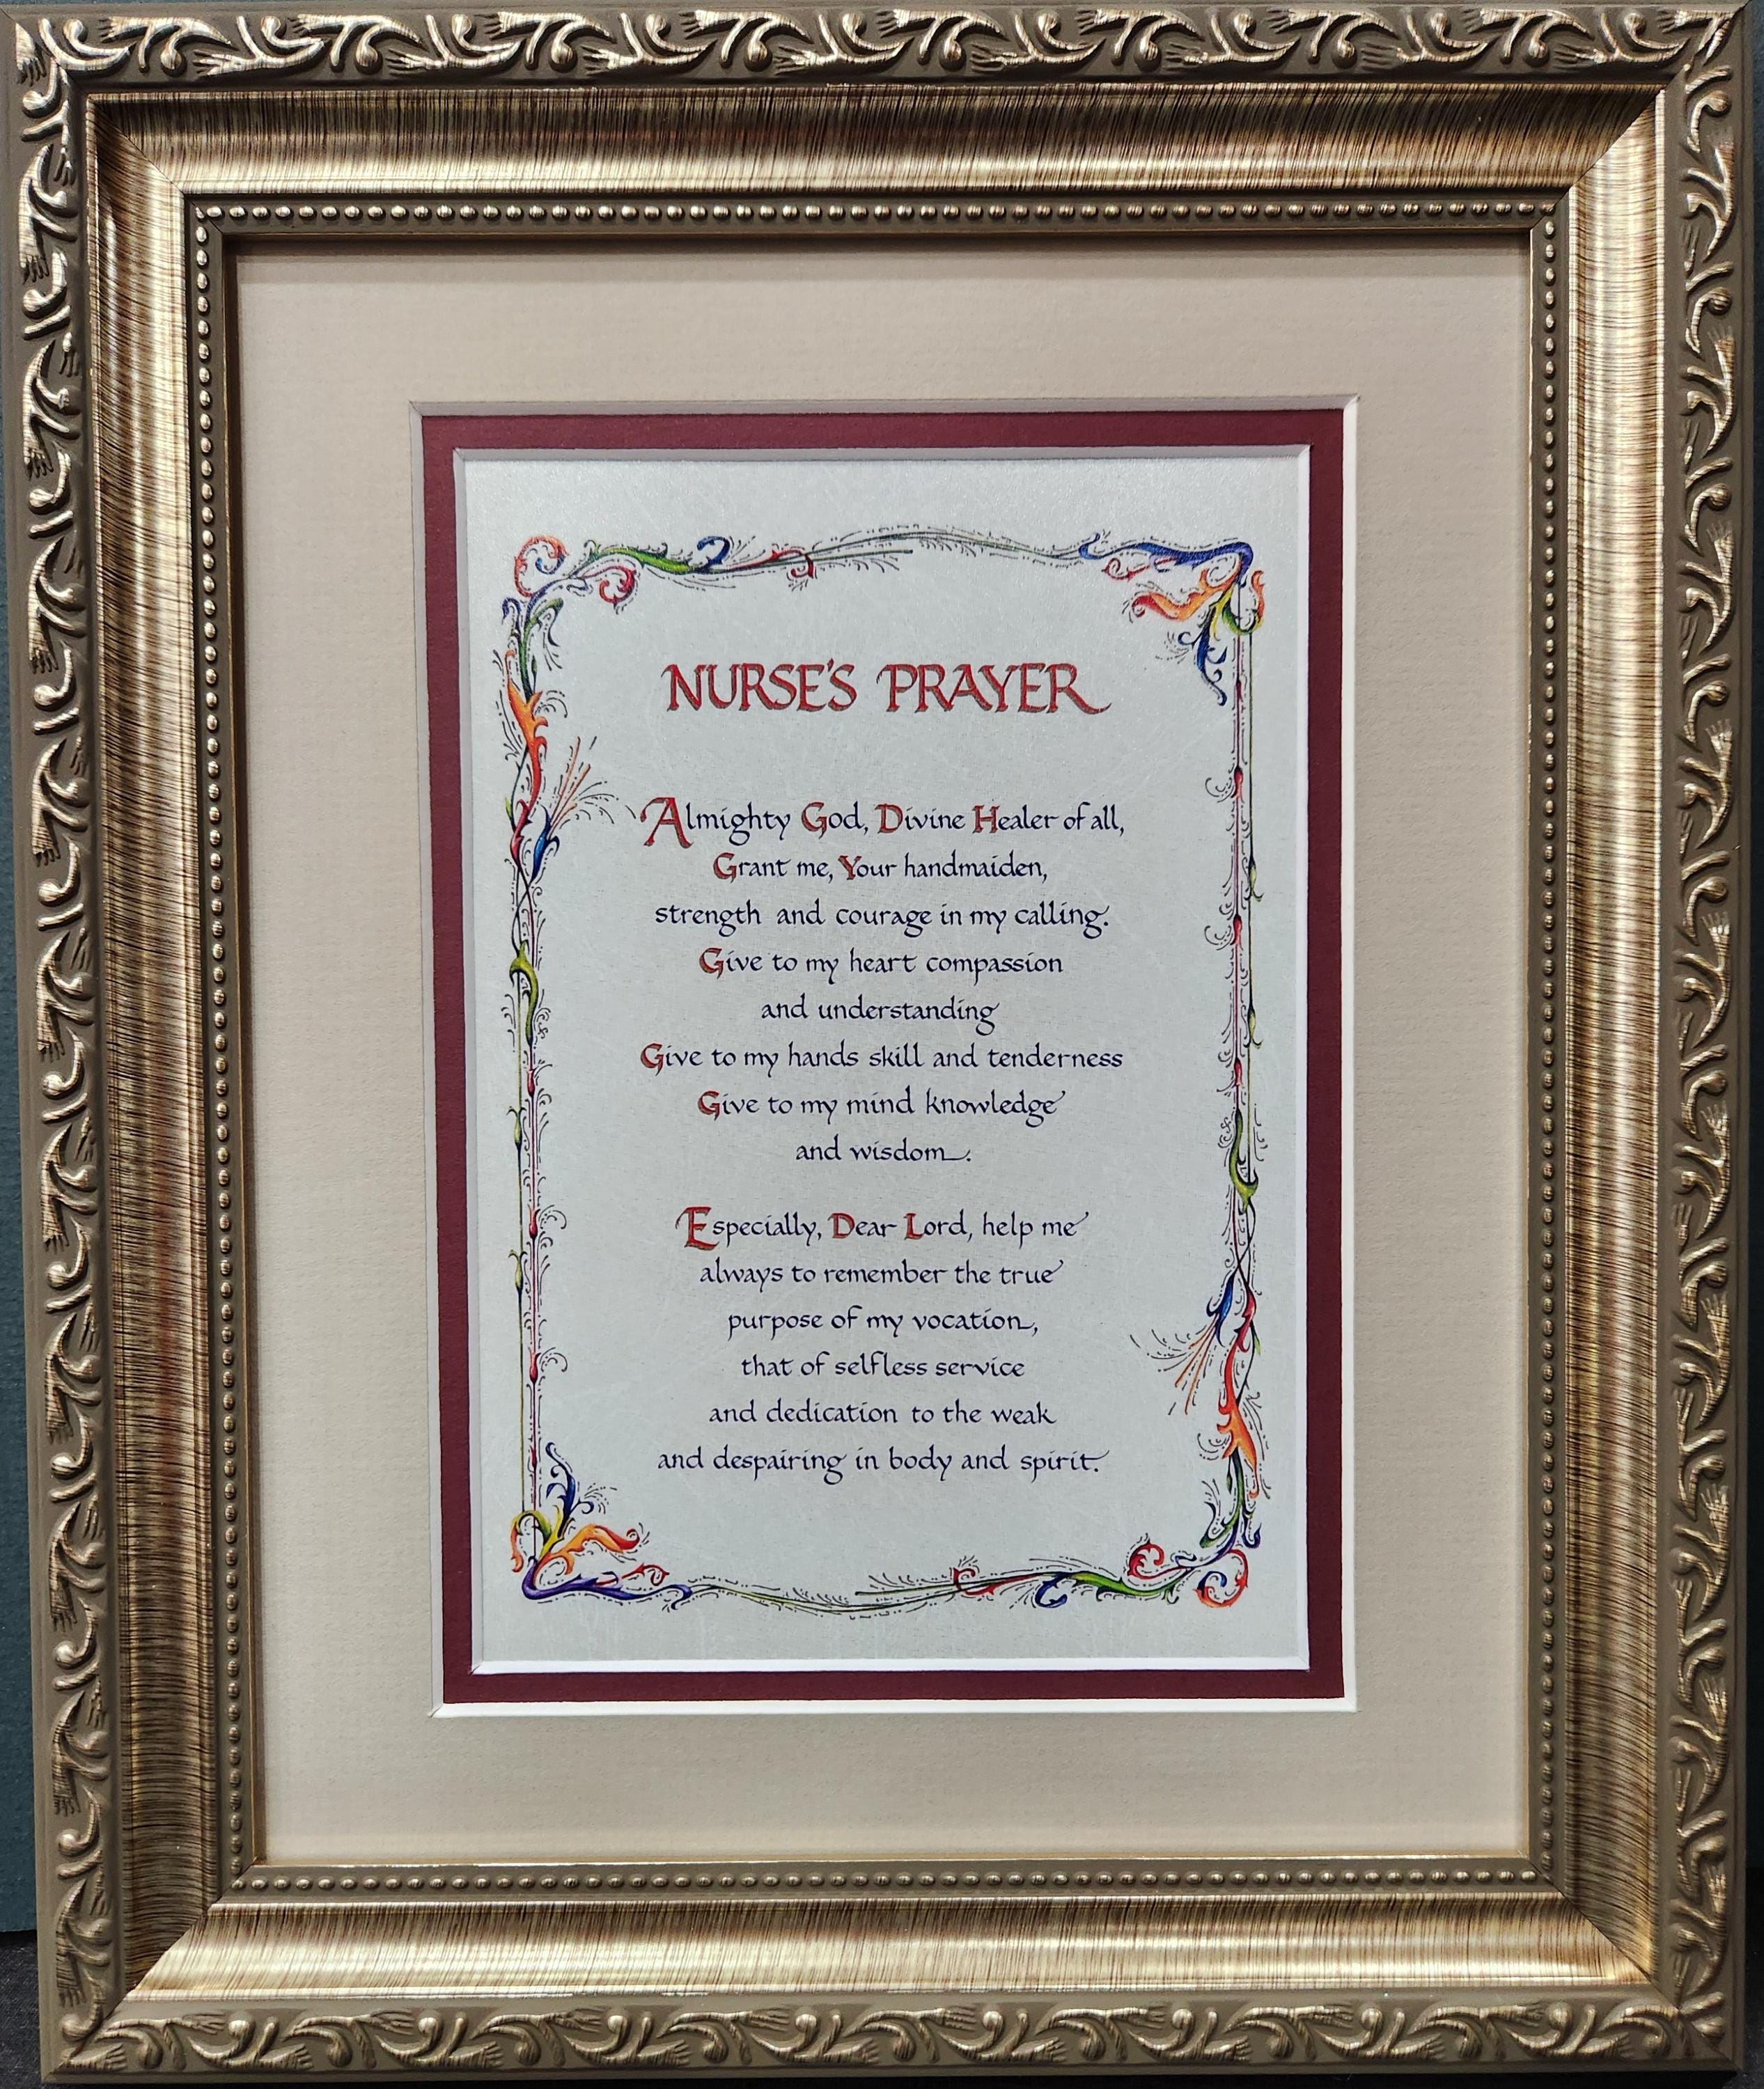 NURSE'S PRAYER
Almighty God, Divine Healer of all,
Grant me, Your handmaiden,
strength and courage in my calling.
Give to my heart compassion
and understanding
Give to my hands skill and tenderness
Give to my mind knowledge
and wisdom.
Especially, Dear Lord, help me
always to remember the true
purpose of my vocation,
that of selfless service
and dedication to the weak
and despairing in body and spirit.